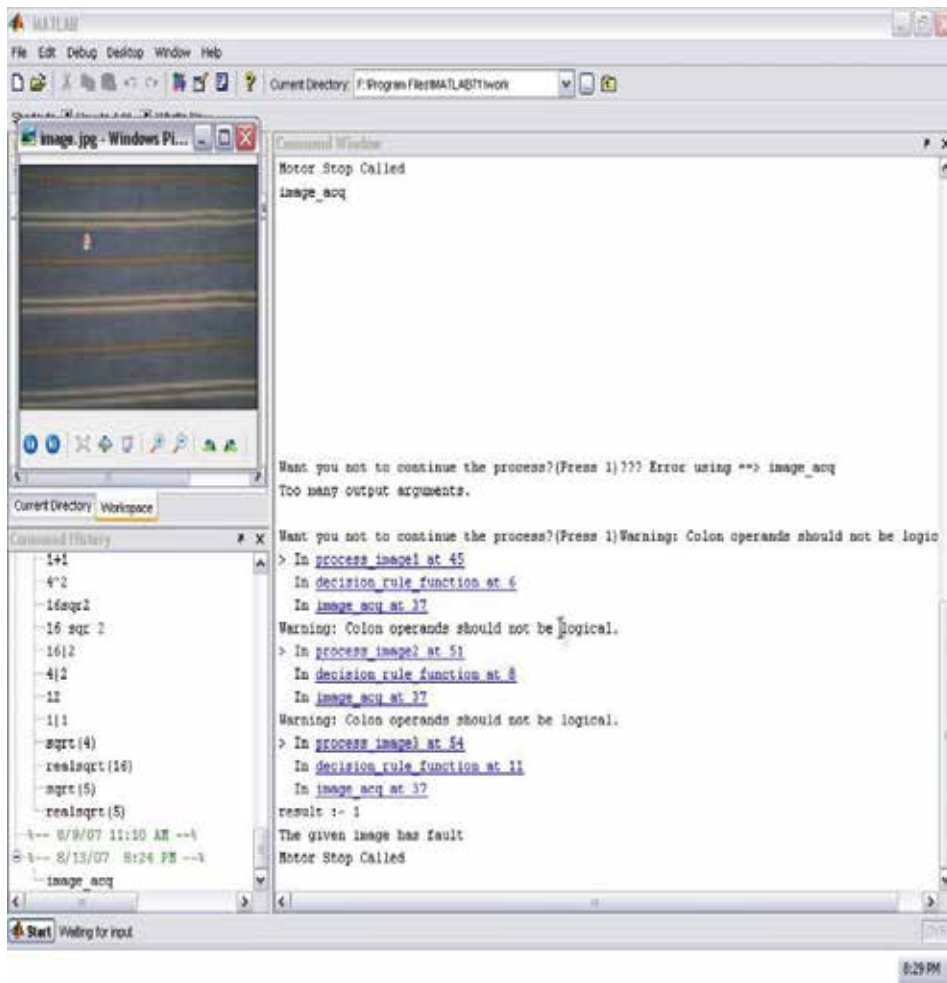 MATLAB
File Edit Debug Desktop Window Help
Current Directory: F:\Program Files\MATLAB71\work
image.jpg - Windows Pi...
Command Window
Motor Stop Called
image_acq
Want you not to continue the process?(Press 1)??? Error using ==> image_acq
Too many output arguments.
Want you not to continue the process?(Press 1)Warning: Colon operands should not be logic
> In process_image1 at 45
In decision_rule_function at 6
In image_acq at 37
Warning: Colon operands should not be logical.
> In process_image2 at 51
In decision_rule_function at 8
In image_acq at 37
Warning: Colon operands should not be logical.
> In process_image3 at 54
In decision_rule_function at 11
In image_acq at 37
result :- 1
The given image has fault
Motor Stop Called
Current Directory Workspace
Command History
1+1
4^2
16sqr2
16 sqr 2
16|2
4|2
12
1|1
sqrt(4)
realsqrt(16)
sqrt(5)
realsqrt(5)
%-- 8/9/07 11:10 AM --%
%-- 8/13/07 8:24 PM --%
image_acq
Start Waiting for input
OVR
8:29 PM